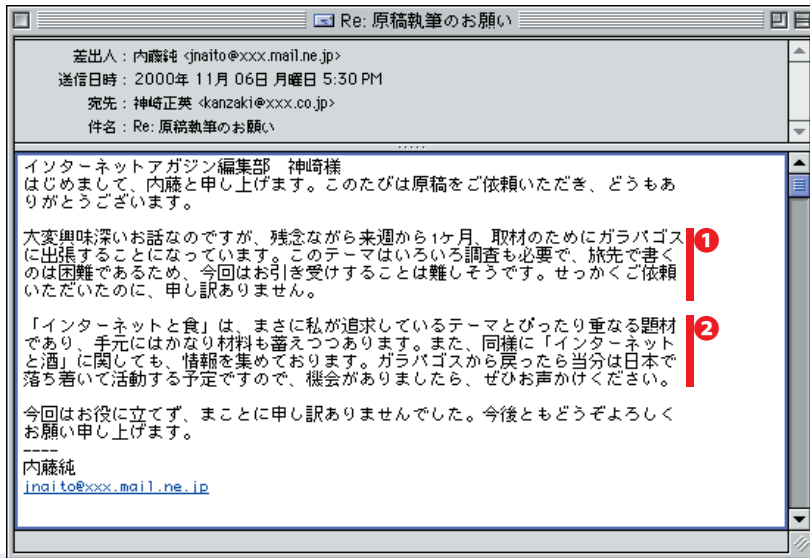 Re: 原稿執筆のお願い
差出人：内藤純 <jnaito@xxx.mail.ne.jp>
送信日時：2000年 11月 06日 月曜日 5:30 PM
宛先：神崎正英 <kanzaki@xxx.co.jp>
件名：Re: 原稿執筆のお願い
インターネットアガジン編集部　神崎様
はじめまして、内藤と申し上げます。このたびは原稿をご依頼いただき、どうもあ
りがとうございます。
大変興味深いお話なのですが、残念ながら来週から1ヶ月、取材のためにガラパゴス
に出張することになっています。このテーマはいろいろ調査も必要で、旅先で書く
のは困難であるため、今回はお引き受けすることは難しそうです。せっかくご依頼
いただいたのに、申し訳ありません。
❶
「インターネットと食」は、まさに私が追求しているテーマとぴったり重なる題材
であり、手元にはかなり材料も蓄えつつあります。また、同様に「インターネット
と酒」に関しても、情報を集めております。ガラパゴスから戻ったら当分は日本で
落ち着いて活動する予定ですので、機会がありましたら、ぜひお声かけください。
❷
今回はお役に立てず、まことに申し訳ありませんでした。今後ともどうぞよろしく
お願い申し上げます。
----
内藤純
jnaito@xxx.mail.ne.jp